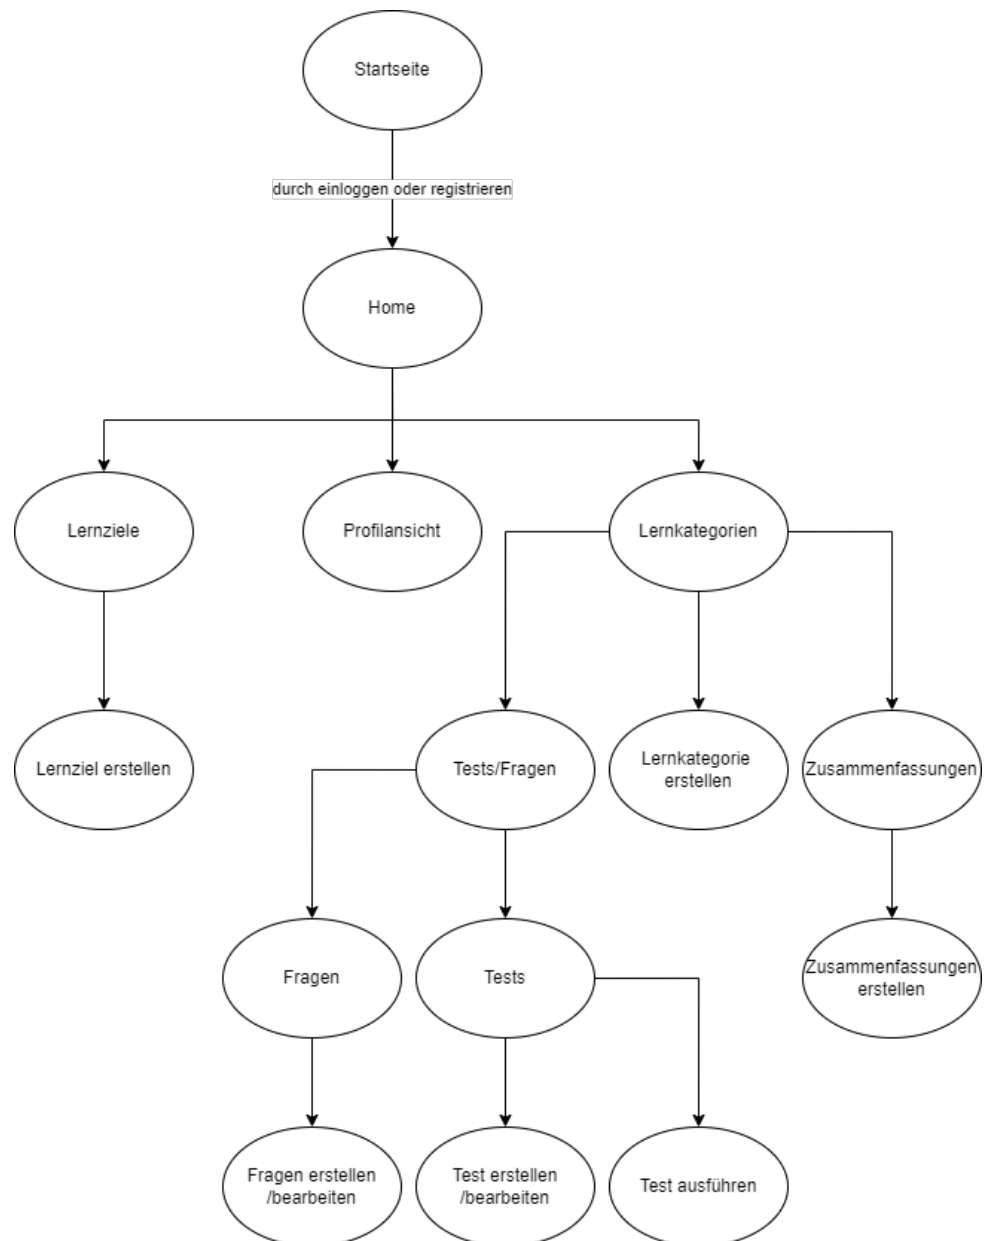 Startseite
durch einloggen oder registrieren
Home
Lernziele
Profilansicht
Lernkategorien
Lernziel erstellen
Tests/Fragen
Lernkategorie
erstellen
Zusammenfassungen
Fragen
Tests
Zusammenfassungen
erstellen
Fragen erstellen
/bearbeiten
Test erstellen
/bearbeiten
Test ausführen